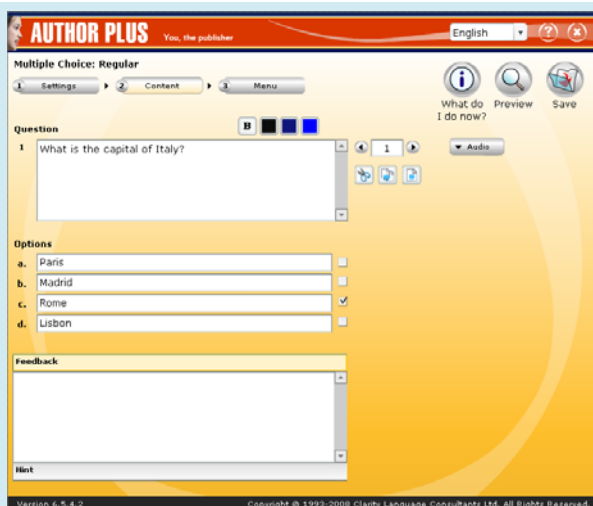 AUTHOR PLUS You, the publisher English
Multiple Choice: Regular
1 Settings 2 Content 3 Menu
What do I do now?
Preview
Save
Question B
1 What is the capital of Italy? 1 Audio
Options
a. Paris
b. Madrid
c. Rome
d. Lisbon
Feedback
Hint
Version 6.5.4.2 Copyright © 1993-2008 Clarity Language Consultants Ltd. All Rights Reserved.